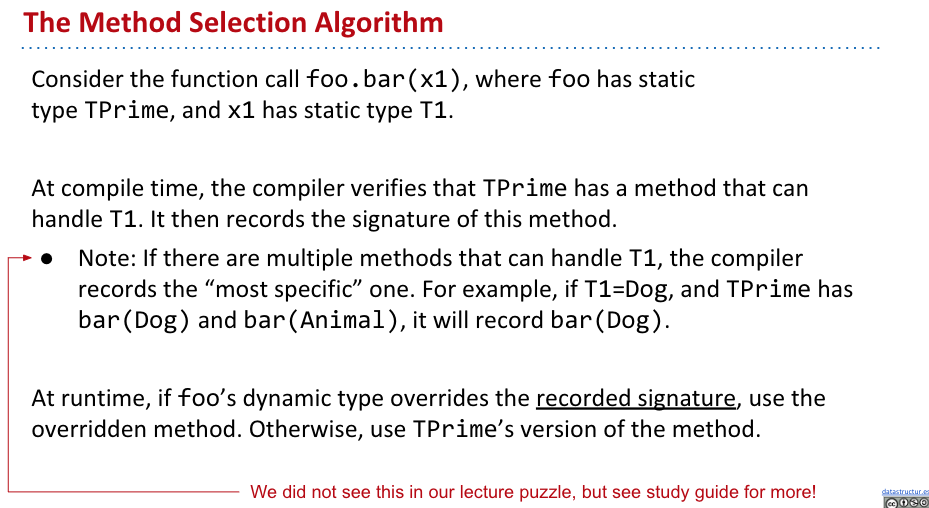 The Method Selection Algorithm
Consider the function call foo.bar(x1), where foo has static
type TPrime, and x1 has static type T1.
At compile time, the compiler verifies that TPrime has a method that can
handle T1. It then records the signature of this method.
● Note: If there are multiple methods that can handle T1, the compiler
records the “most specific” one. For example, if T1=Dog, and TPrime has
bar(Dog) and bar(Animal), it will record bar(Dog).
At runtime, if foo’s dynamic type overrides the recorded signature, use the
overridden method. Otherwise, use TPrime’s version of the method.
We did not see this in our lecture puzzle, but see study guide for more!
datastructur.es